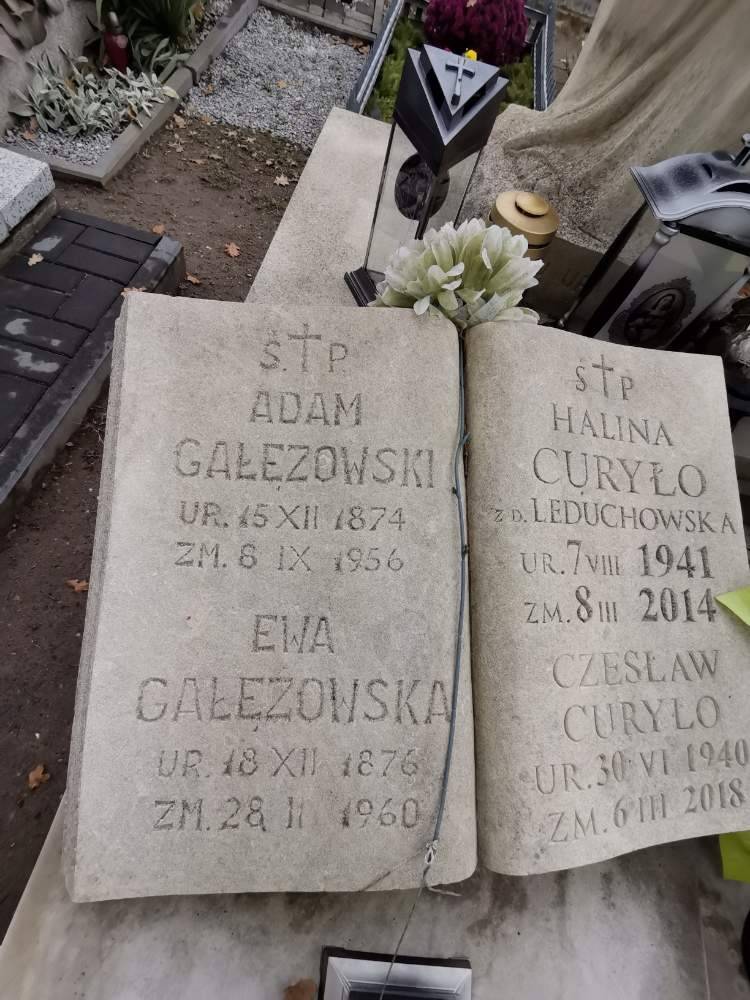 Ś.†P
ADAM
GAŁĘZOWSKI
UR. 15 XII 1874
ZM. 8 IX 1956
EWA
GAŁĘZOWSKA
UR. 18 XII 1876
ZM. 28 II 1960
Ś†P
HALINA
CURYŁO
Z D. LEDUCHOWSKA
UR. 7 VIII 1941
ZM. 8 III 2014
CZESŁAW
CURYŁO
UR. 30 VI 1940
ZM. 6 III 2018